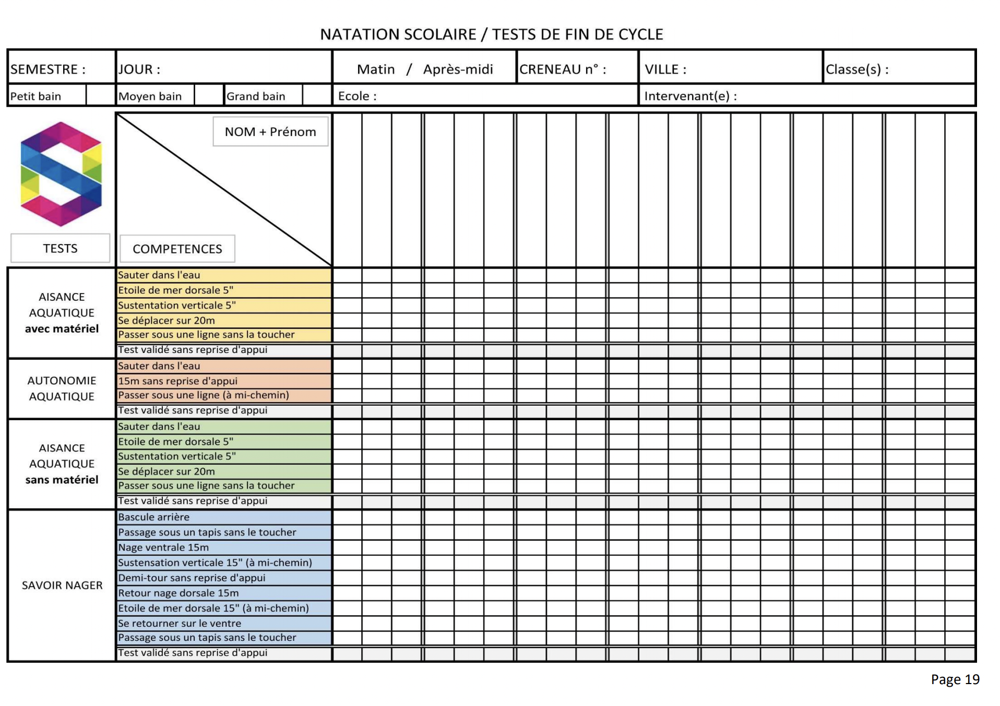 NATATION SCOLAIRE / TESTS DE FIN DE CYCLE
SEMESTRE :
JOUR :
Matin / Après-midi
CRENEAU n° :
VILLE :
Classe(s) :
Petit bain
Moyen bain
Grand bain
Ecole :
Intervenant(e) :
NOM + Prénom
TESTS
COMPETENCES
AISANCE
AQUATIQUE
avec matériel
Sauter dans l'eau
Etoile de mer dorsale 5"
Sustentation verticale 5"
Se déplacer sur 20m
Passer sous une ligne sans la toucher
Test validé sans reprise d'appui
AUTONOMIE
AQUATIQUE
Sauter dans l'eau
15m sans reprise d'appui
Passer sous une ligne (à mi-chemin)
Test validé sans reprise d'appui
AISANCE
AQUATIQUE
sans matériel
Sauter dans l'eau
Etoile de mer dorsale 5"
Sustentation verticale 5"
Se déplacer sur 20m
Passer sous une ligne sans la toucher
Test validé sans reprise d'appui
SAVOIR NAGER
Bascule arrière
Passage sous un tapis sans le toucher
Nage ventrale 15m
Sustensation verticale 15" (à mi-chemin)
Demi-tour sans reprise d'appui
Retour nage dorsale 15m
Etoile de mer dorsale 15" (à mi-chemin)
Se retourner sur le ventre
Passage sous un tapis sans le toucher
Test validé sans reprise d'appui
Page 19